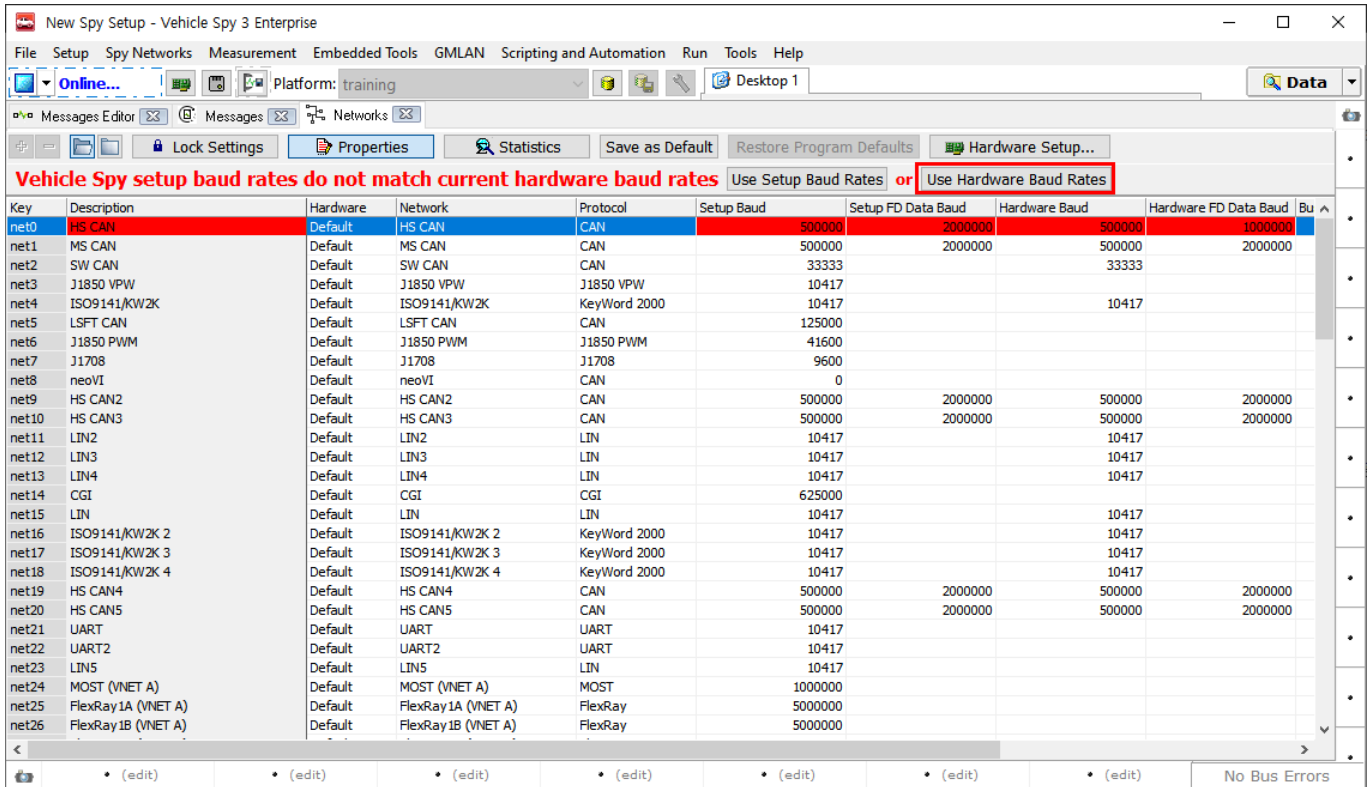 New Spy Setup - Vehicle Spy 3 Enterprise
File Setup Spy Networks Measurement Embedded Tools GMLAN Scripting and Automation Run Tools Help
Online... Platform: training Desktop 1 Data
Messages Editor Messages Networks
Lock Settings Properties Statistics Save as Default Restore Program Defaults Hardware Setup...
Vehicle Spy setup baud rates do not match current hardware baud rates Use Setup Baud Rates or Use Hardware Baud Rates
Key Description Hardware Network Protocol Setup Baud Setup FD Data Baud Hardware Baud Hardware FD Data Baud Bu
net0 HS CAN Default HS CAN CAN 500000 2000000 500000 1000000
net1 MS CAN Default MS CAN CAN 500000 2000000 500000 2000000
net2 SW CAN Default SW CAN CAN 33333 33333
net3 J1850 VPW Default J1850 VPW J1850 VPW 10417
net4 ISO9141/KW2K Default ISO9141/KW2K KeyWord 2000 10417 10417
net5 LSFT CAN Default LSFT CAN CAN 125000
net6 J1850 PWM Default J1850 PWM J1850 PWM 41600
net7 J1708 Default J1708 J1708 9600
net8 neoVI Default neoVI CAN 0
net9 HS CAN2 Default HS CAN2 CAN 500000 2000000 500000 2000000
net10 HS CAN3 Default HS CAN3 CAN 500000 2000000 500000 2000000
net11 LIN2 Default LIN2 LIN 10417 10417
net12 LIN3 Default LIN3 LIN 10417 10417
net13 LIN4 Default LIN4 LIN 10417 10417
net14 CGI Default CGI CGI 625000
net15 LIN Default LIN LIN 10417 10417
net16 ISO9141/KW2K 2 Default ISO9141/KW2K 2 KeyWord 2000 10417 10417
net17 ISO9141/KW2K 3 Default ISO9141/KW2K 3 KeyWord 2000 10417 10417
net18 ISO9141/KW2K 4 Default ISO9141/KW2K 4 KeyWord 2000 10417 10417
net19 HS CAN4 Default HS CAN4 CAN 500000 2000000 500000 2000000
net20 HS CAN5 Default HS CAN5 CAN 500000 2000000 500000 2000000
net21 UART Default UART UART 10417
net22 UART2 Default UART2 UART 10417
net23 LIN5 Default LIN5 LIN 10417
net24 MOST (VNET A) Default MOST (VNET A) MOST 1000000
net25 FlexRay1A (VNET A) Default FlexRay1A (VNET A) FlexRay 5000000
net26 FlexRay1B (VNET A) Default FlexRay1B (VNET A) FlexRay 5000000
(edit) (edit) (edit) (edit) (edit) (edit) (edit) No Bus Errors